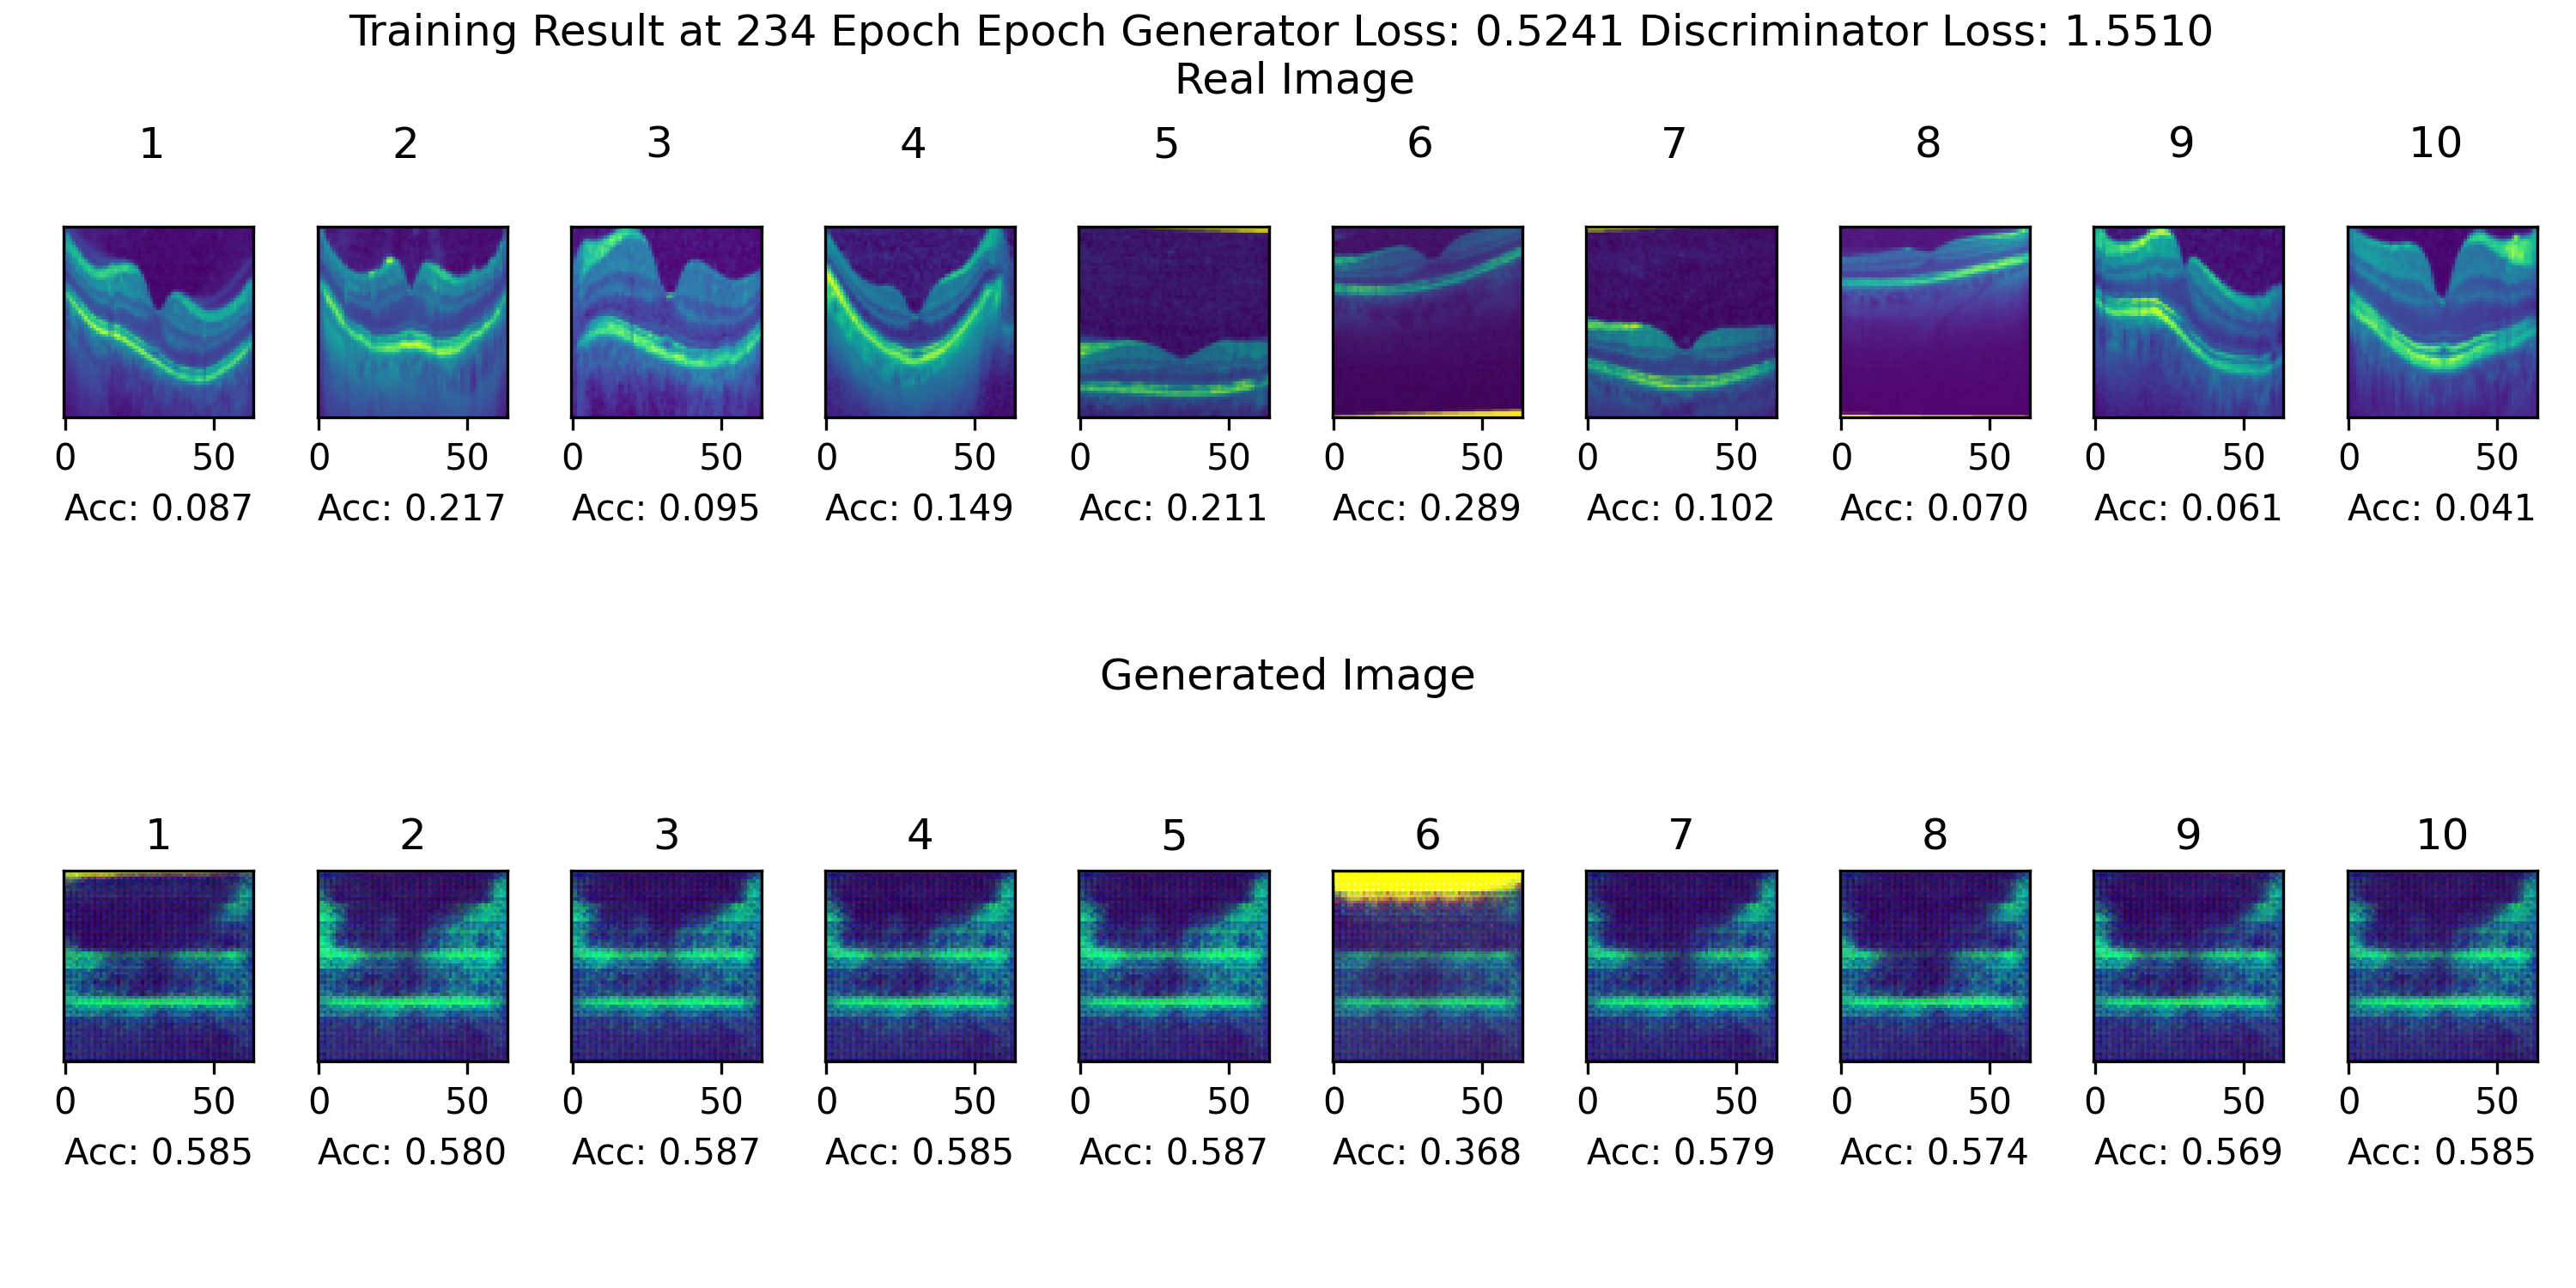 Training Result at 234 Epoch Epoch Generator Loss: 0.5241 Discriminator Loss: 1.5510
Real Image
1 2 3 4 5 6 7 8 9 10
0 50 0 50 0 50 0 50 0 50 0 50 0 50 0 50 0 50 0 50
Acc: 0.087 Acc: 0.217 Acc: 0.095 Acc: 0.149 Acc: 0.211 Acc: 0.289 Acc: 0.102 Acc: 0.070 Acc: 0.061 Acc: 0.041
Generated Image
1 2 3 4 5 6 7 8 9 10
0 50 0 50 0 50 0 50 0 50 0 50 0 50 0 50 0 50 0 50
Acc: 0.585 Acc: 0.580 Acc: 0.587 Acc: 0.585 Acc: 0.587 Acc: 0.368 Acc: 0.579 Acc: 0.574 Acc: 0.569 Acc: 0.585